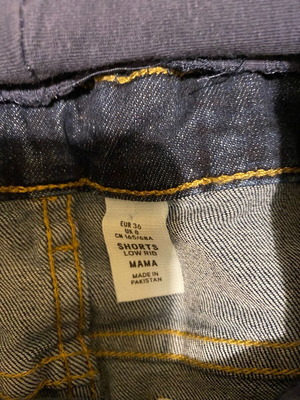 EUR 36
UK 8
CN 165/68A
SHORTS
LOW RIB
MAMA
MADE IN
PAKISTAN